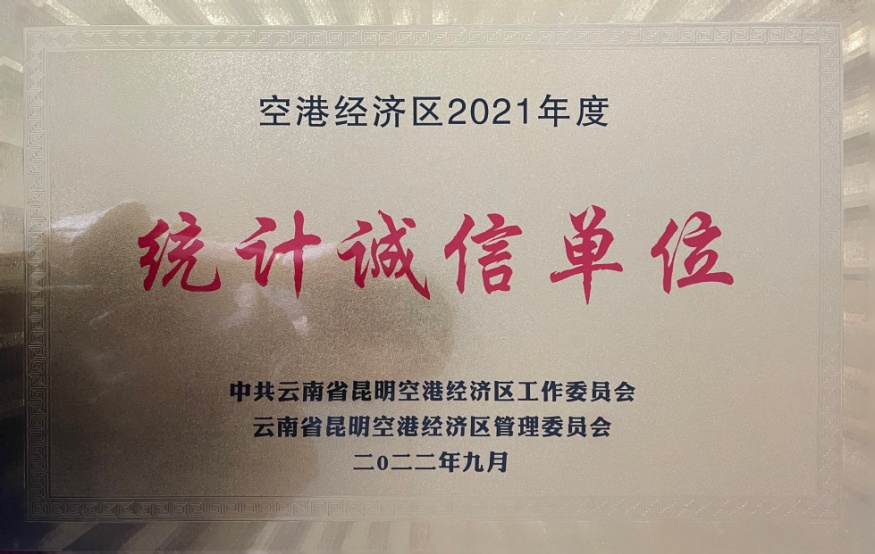 空港经济区2021年度
统计诚信单位
中共云南省昆明空港经济区工作委员会
云南省昆明空港经济区管理委员会
二o二二年九月